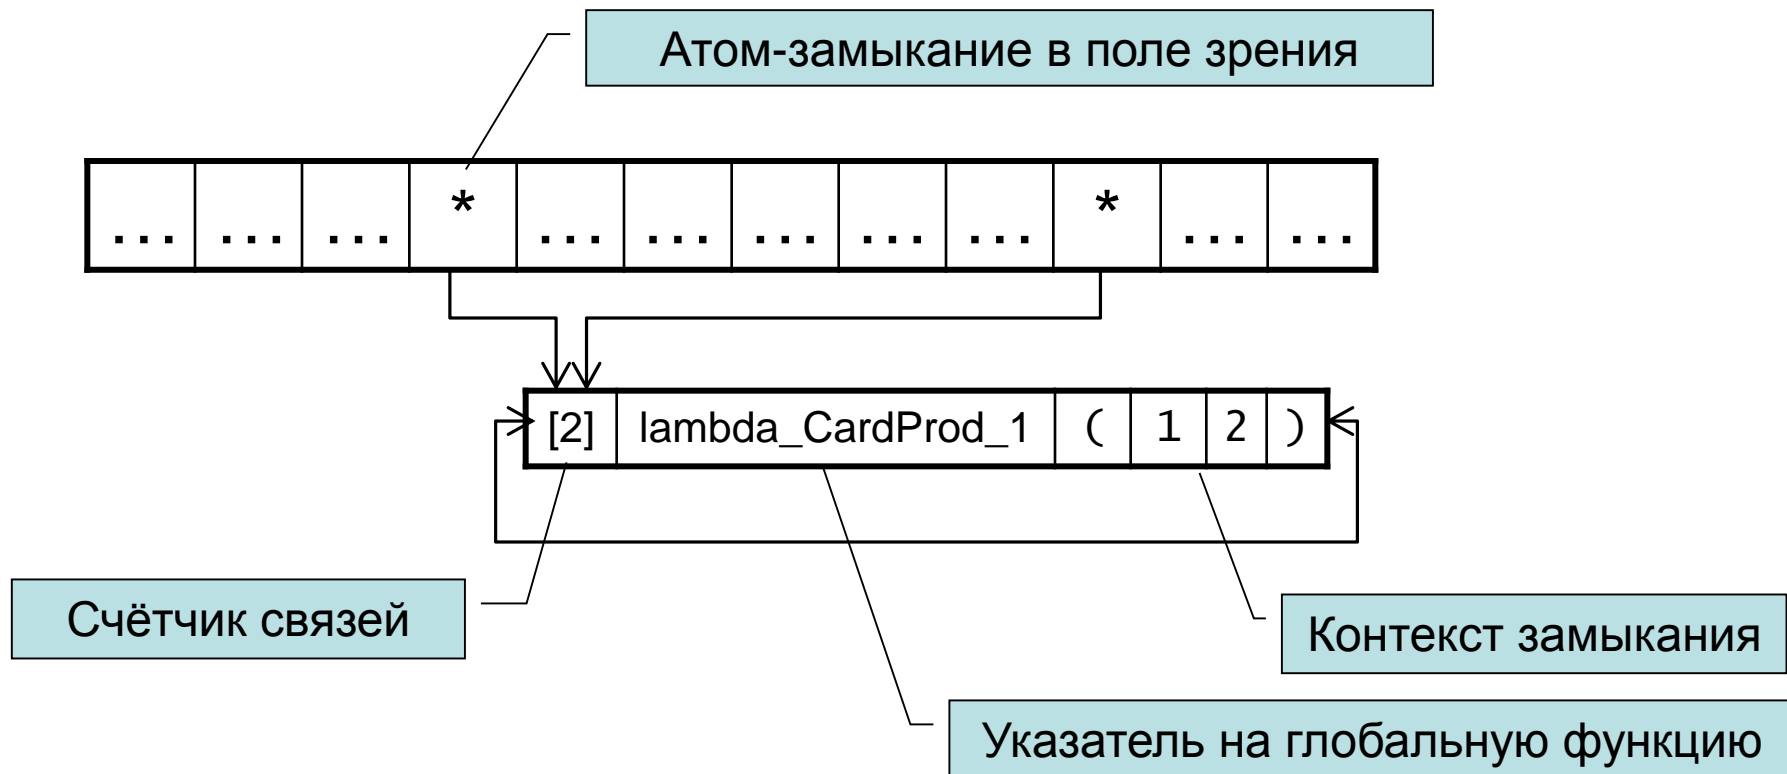 Атом-замыкание в поле зрения
... ... ... * ... ... ... ... ... * ... ...
[2] lambda_CardProd_1 ( 1 2 )
Счётчик связей
Контекст замыкания
Указатель на глобальную функцию